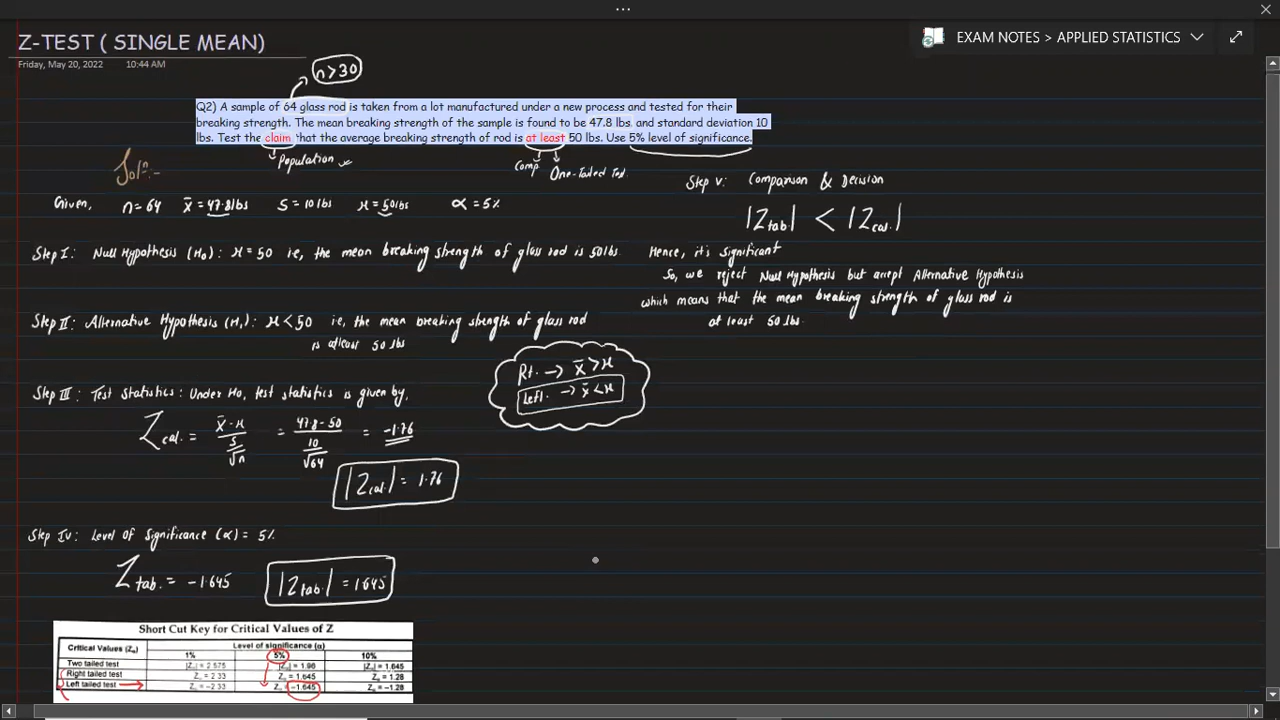 Z-TEST ( SINGLE MEAN)
EXAM NOTES > APPLIED STATISTICS
Friday, May 20, 2022 10:44 AM
n>30
Q2) A sample of 64 glass rod is taken from a lot manufactured under a new process and tested for their
breaking strength. The mean breaking strength of the sample is found to be 47.8 lbs. and standard deviation 10
lbs. Test the claim that the average breaking strength of rod is at least 50 lbs. Use 5% level of significance.
Population
Comp One-Tailed Test.
Soln:-
Given, n=64 x̄=47.8lbs S=10lbs μ=50lbs α=5%
Step I: Null Hypothesis (H₀): μ=50 ie, the mean breaking strength of glass rod is 50lbs.
Step II: Alternative Hypothesis (H₁): μ<50 ie, the mean breaking strength of glass rod
is atleast 50 lbs
Rt. → x̄>μ
Left. → x̄<μ
Step III: Test Statistics: Under H₀, test statistics is given by,
Zcal. = (x̄-μ)/(S/√n) = (47.8-50)/(10/√64) = -1.76
|Zcal.| = 1.76
Step IV: Level of Significance (α) = 5%
Ztab. = -1.645 |Ztab.| = 1.645
Short Cut Key for Critical Values of Z
Critical Values (Zα) Level of significance (α)
1% 5% 10%
Two tailed test |Zα| = 2.575 |Zα| = 1.96 |Zα| = 1.645
Right tailed test Zα = 2.33 Zα = 1.645 Zα = 1.28
Left tailed test Zα = -2.33 Zα = -1.645 Zα = -1.28
Step V: Comparison & Decision
|Ztab| < |Zcal.|
Hence, it's significant
So, we reject Null Hypothesis but accept Alternative Hypothesis
which means that the mean breaking strength of glass rod is
at least 50 lbs.